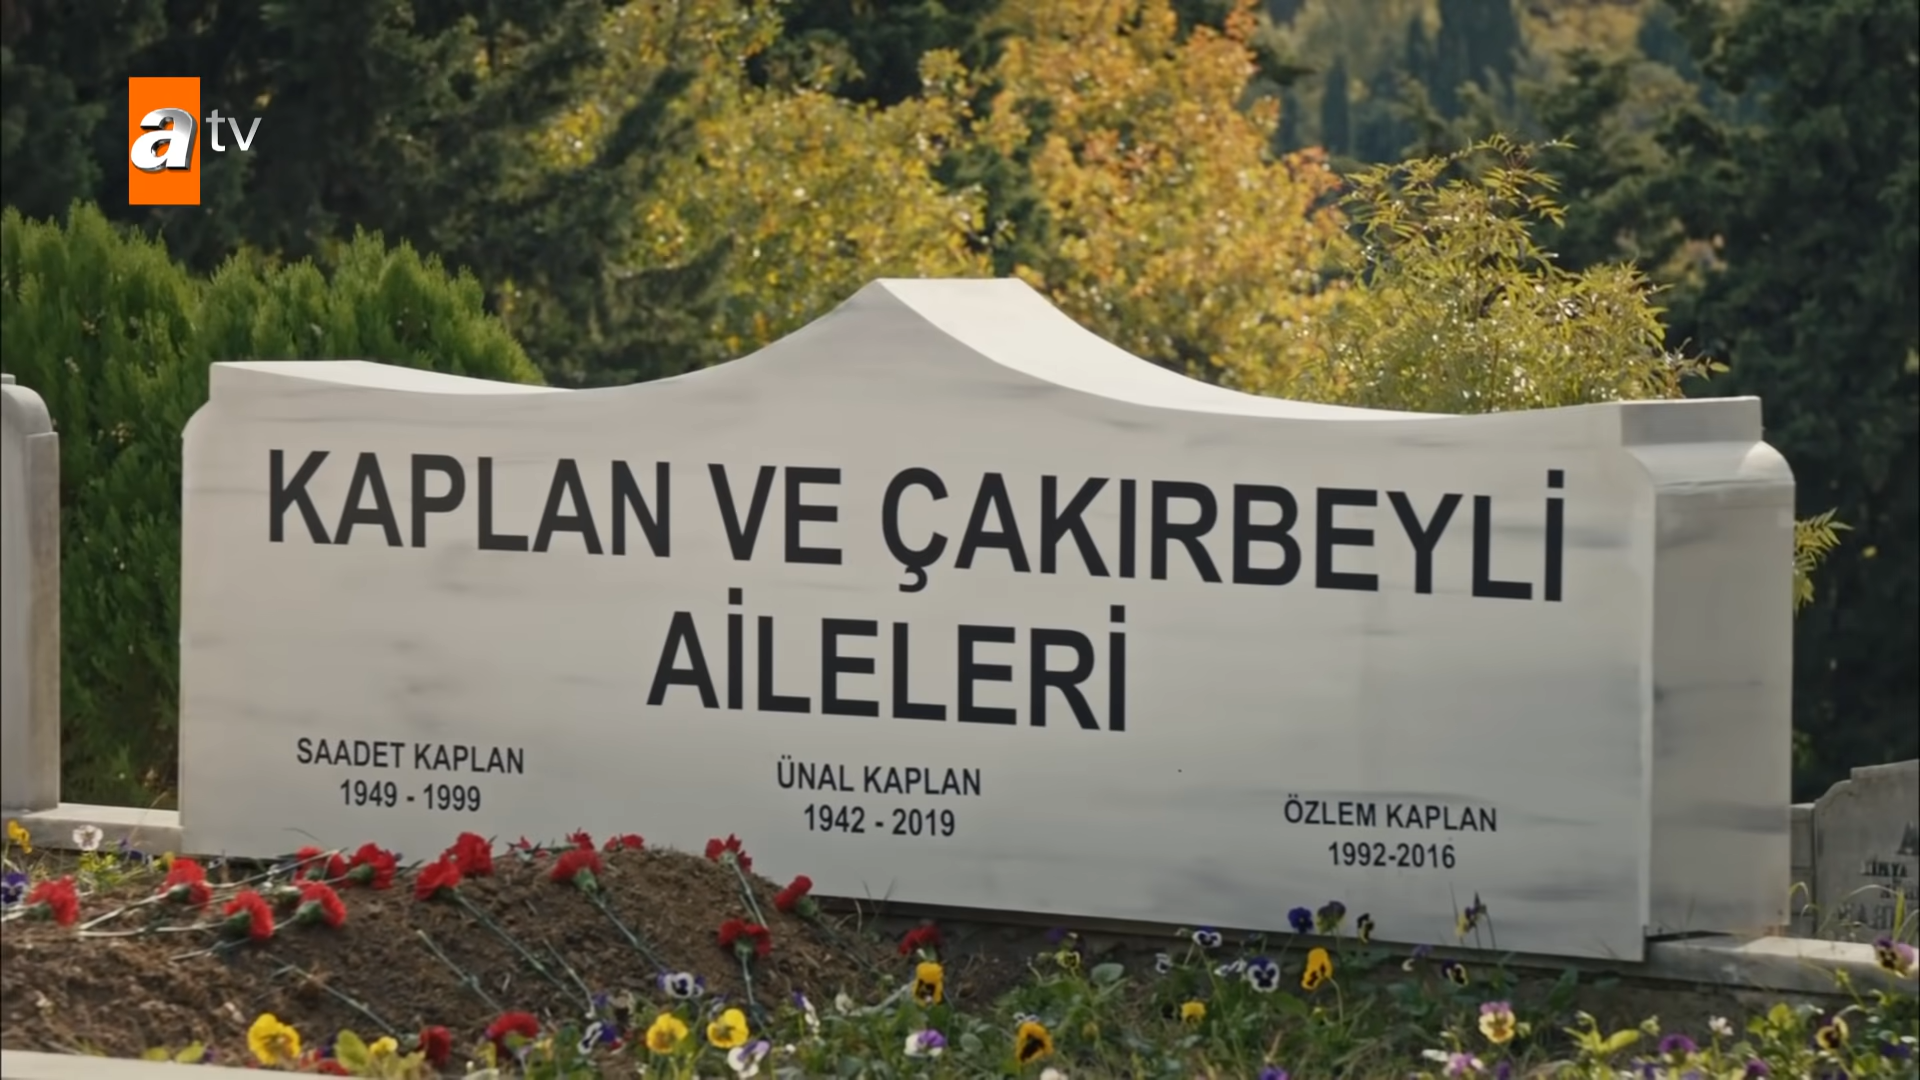 atv
KAPLAN VE ÇAKIRBEYLİ
AİLELERİ
SAADET KAPLAN
1949 - 1999
ÜNAL KAPLAN
1942 - 2019
ÖZLEM KAPLAN
1992-2016